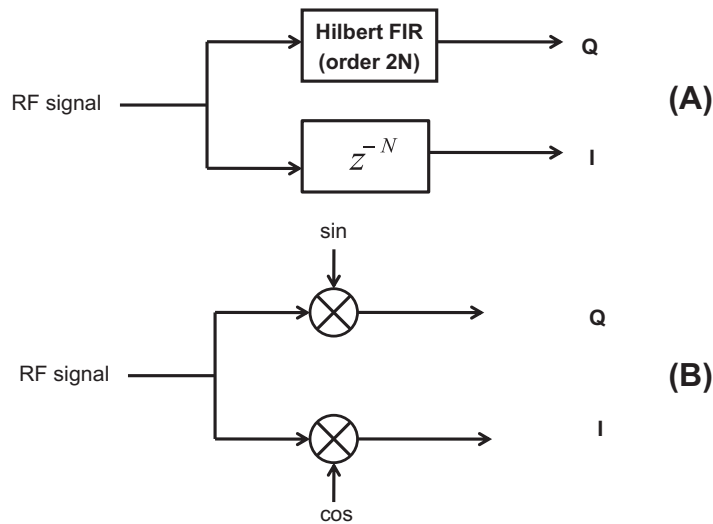 Hilbert FIR
(order 2N)
Q
RF signal
(A)
z^{-N}
I
sin
Q
RF signal
(B)
I
cos